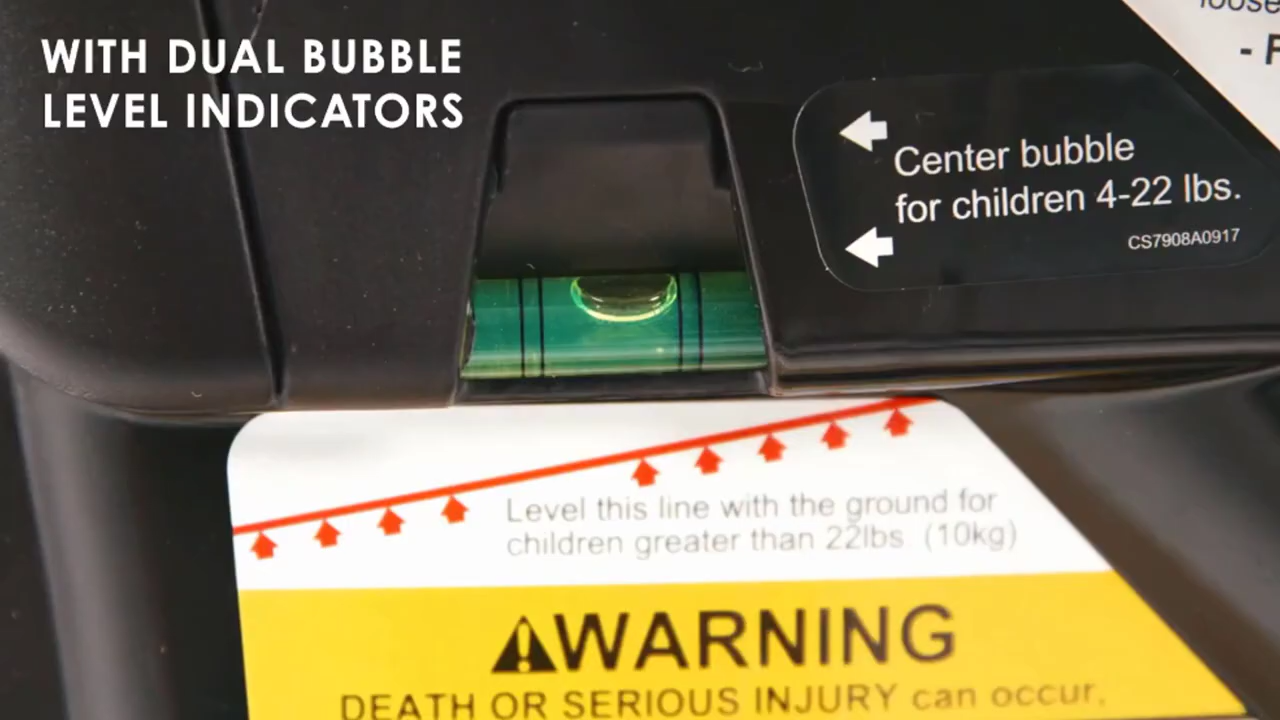 WITH DUAL BUBBLE
LEVEL INDICATORS
Center bubble
for children 4-22 lbs.
CS7908A0917
Level this line with the ground for
children greater than 22lbs (10kg)
WARNING
DEATH OR SERIOUS INJURY can occur.